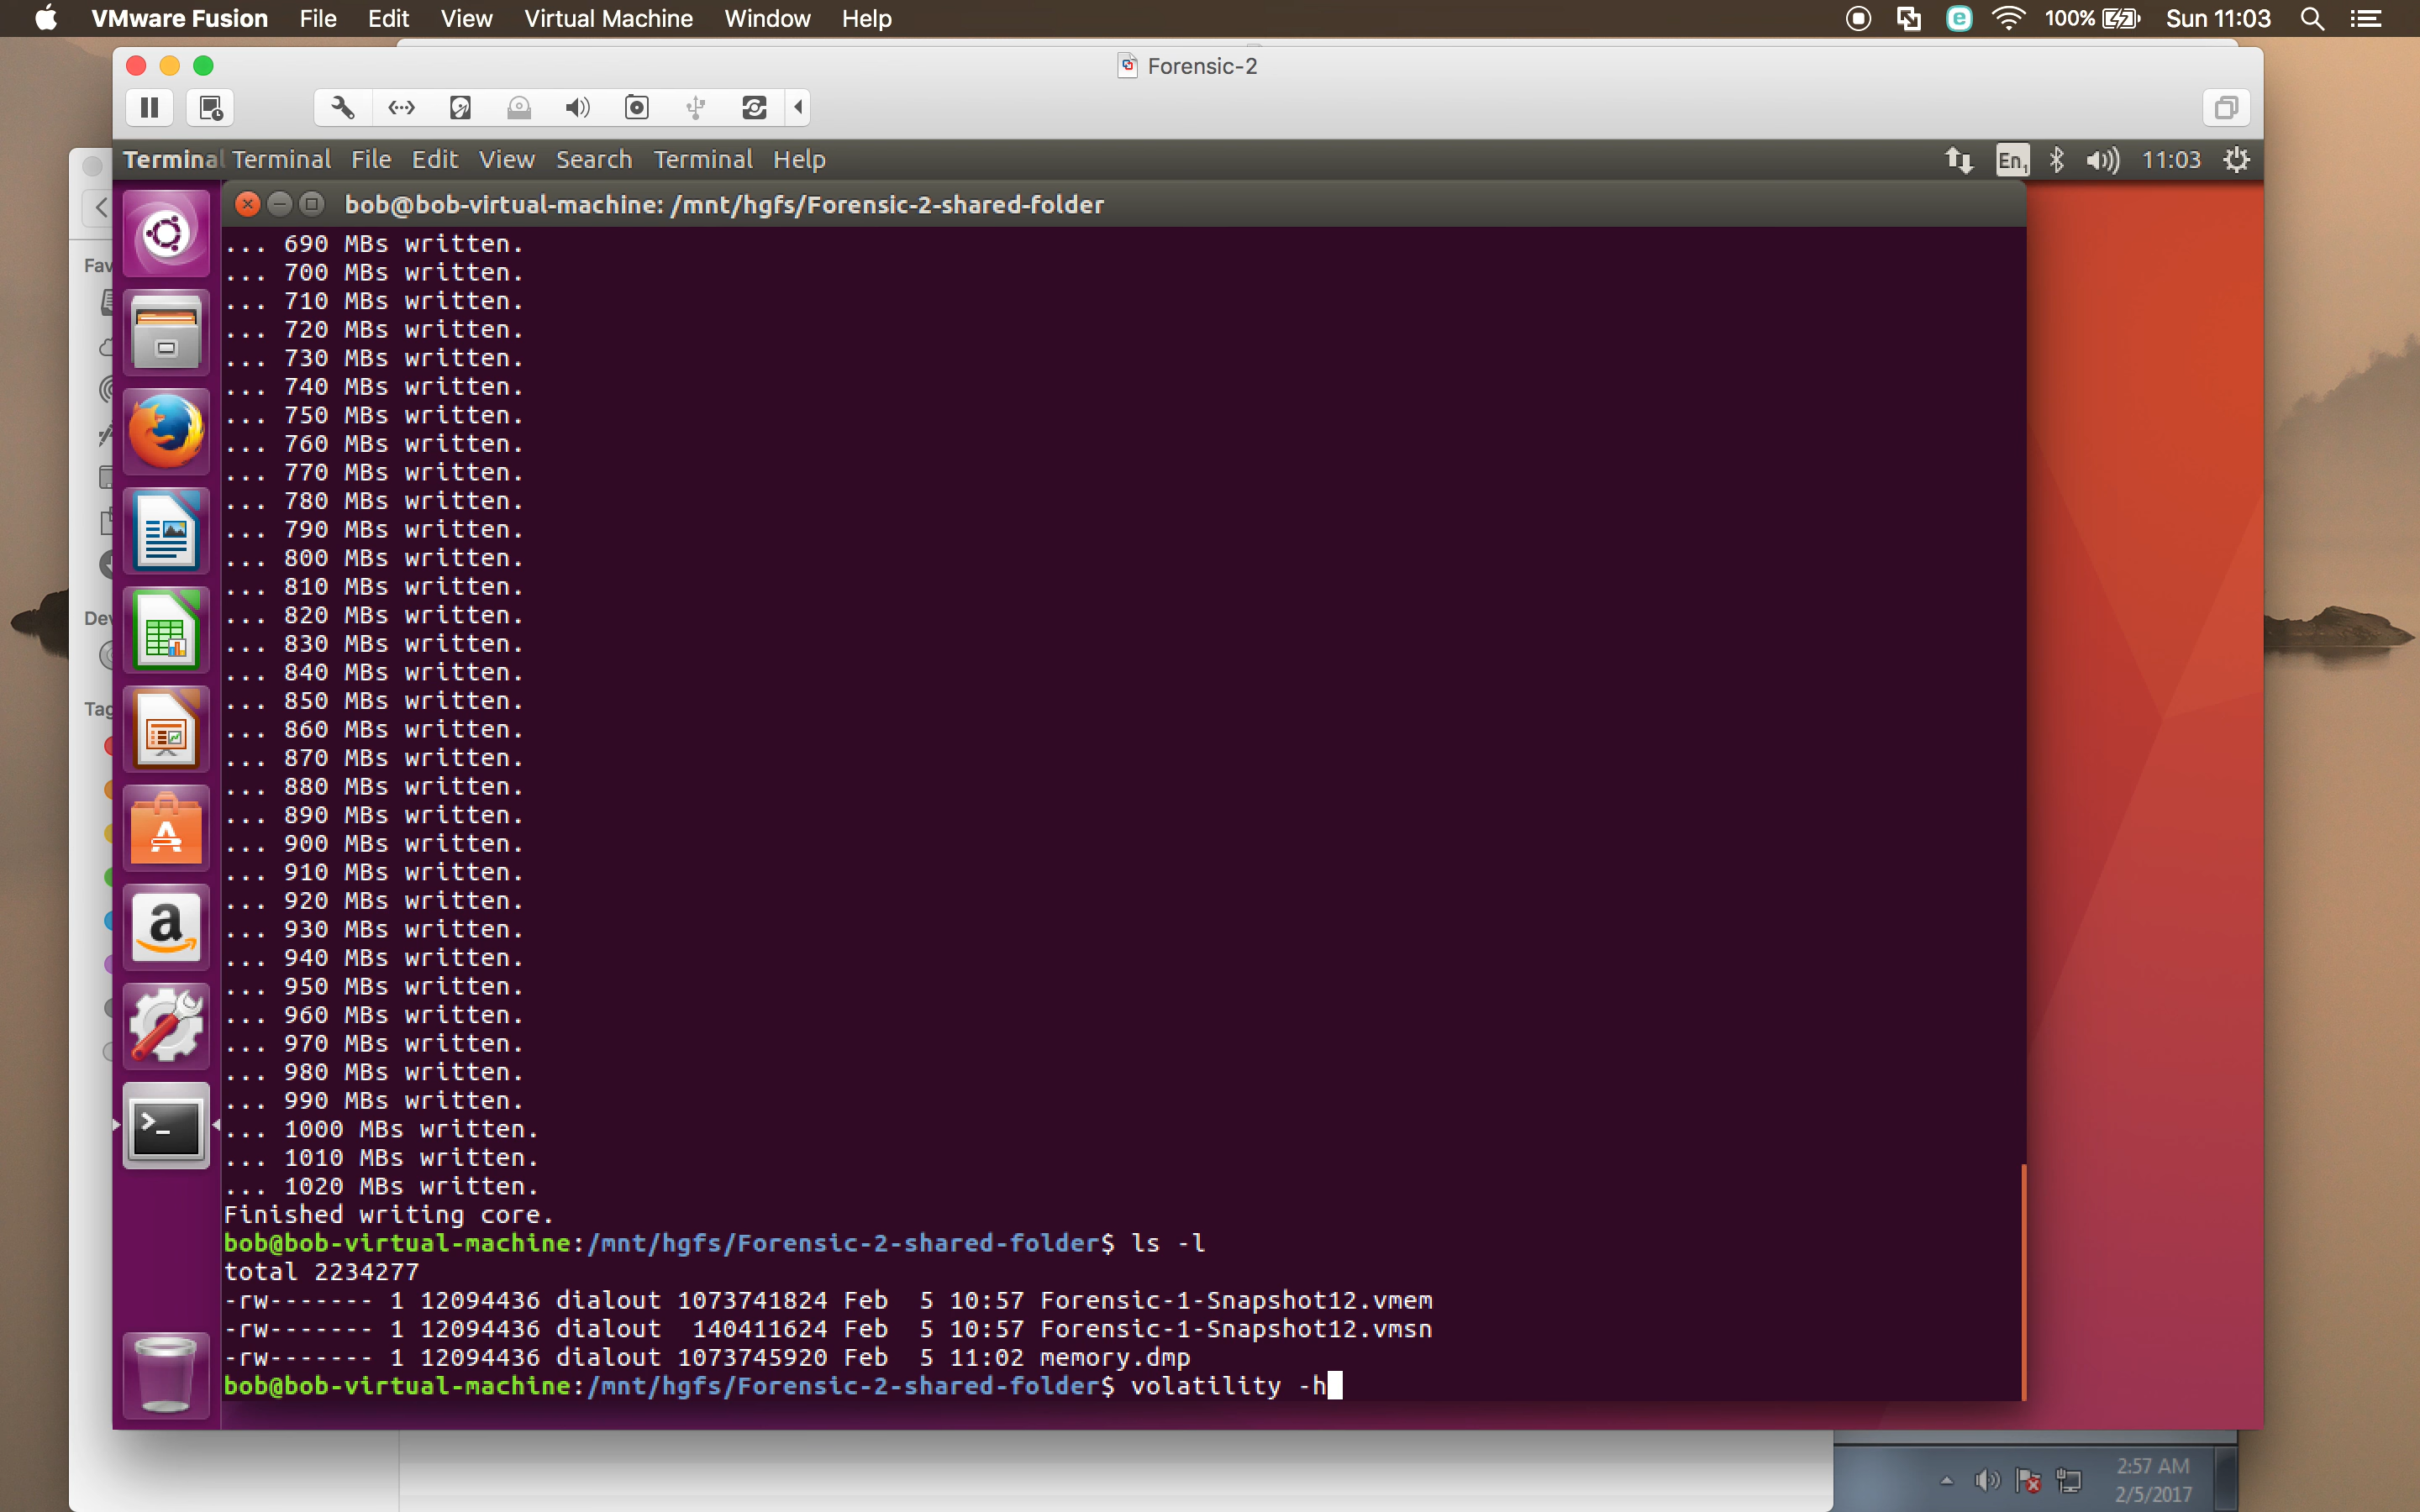 VMware Fusion File Edit View Virtual Machine Window Help 100% Sun 11:03
Forensic-2
Terminal Terminal File Edit View Search Terminal Help En1 11:03
bob@bob-virtual-machine: /mnt/hgfs/Forensic-2-shared-folder
... 690 MBs written.
... 700 MBs written.
... 710 MBs written.
... 720 MBs written.
... 730 MBs written.
... 740 MBs written.
... 750 MBs written.
... 760 MBs written.
... 770 MBs written.
... 780 MBs written.
... 790 MBs written.
... 800 MBs written.
... 810 MBs written.
... 820 MBs written.
... 830 MBs written.
... 840 MBs written.
... 850 MBs written.
... 860 MBs written.
... 870 MBs written.
... 880 MBs written.
... 890 MBs written.
... 900 MBs written.
... 910 MBs written.
... 920 MBs written.
... 930 MBs written.
... 940 MBs written.
... 950 MBs written.
... 960 MBs written.
... 970 MBs written.
... 980 MBs written.
... 990 MBs written.
... 1000 MBs written.
... 1010 MBs written.
... 1020 MBs written.
Finished writing core.
bob@bob-virtual-machine:/mnt/hgfs/Forensic-2-shared-folder$ ls -l
total 2234277
-rw------- 1 12094436 dialout 1073741824 Feb  5 10:57 Forensic-1-Snapshot12.vmem
-rw------- 1 12094436 dialout  140411624 Feb  5 10:57 Forensic-1-Snapshot12.vmsn
-rw------- 1 12094436 dialout 1073745920 Feb  5 11:02 memory.dmp
bob@bob-virtual-machine:/mnt/hgfs/Forensic-2-shared-folder$ volatility -h
Fav
Dev
Tag
2:57 AM
2/5/2017